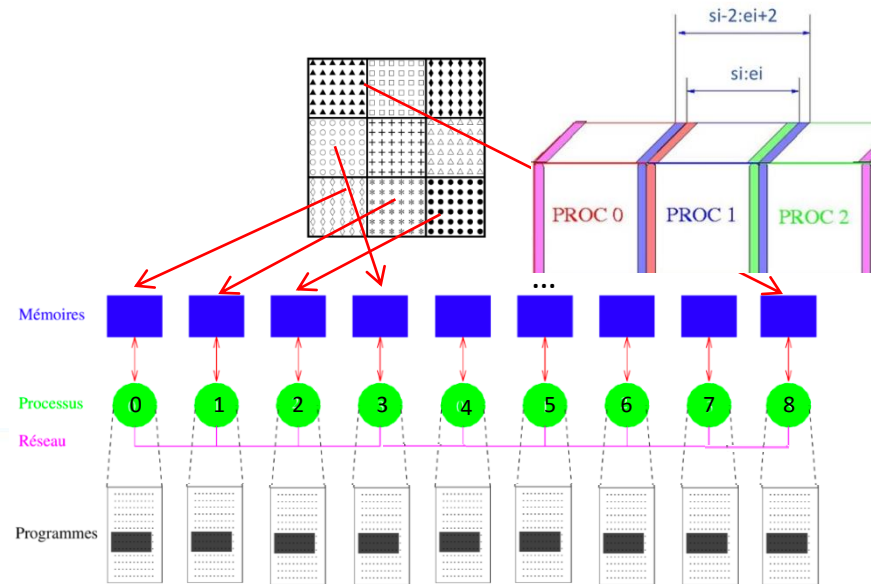 si-2:ei+2
si:ei
PROC 0 PROC 1 PROC 2
...
Mémoires
Processus 0 1 2 3 4 5 6 7 8
Réseau
Programmes